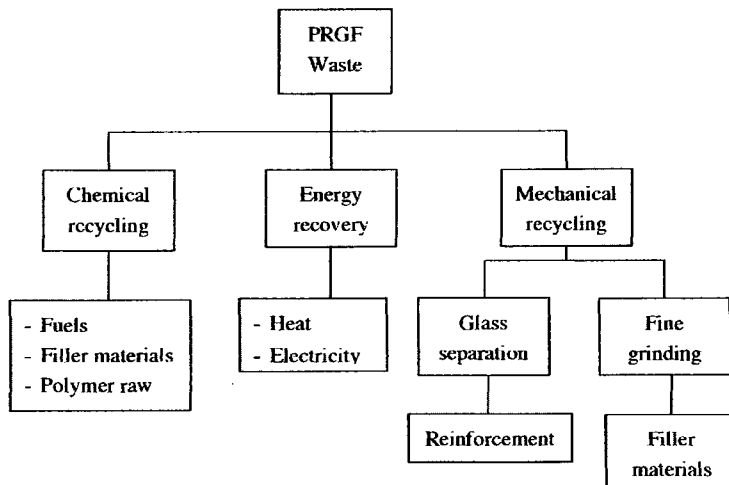 PRGF
Waste
Chemical
rccycling
Energy
recovery
Mechanical
recycling
- Fuels
- Filler materials
- Polymer raw
- Heat
- Electricity
Glass
separation
Fine
grinding
Reinforcement
Filler
materials